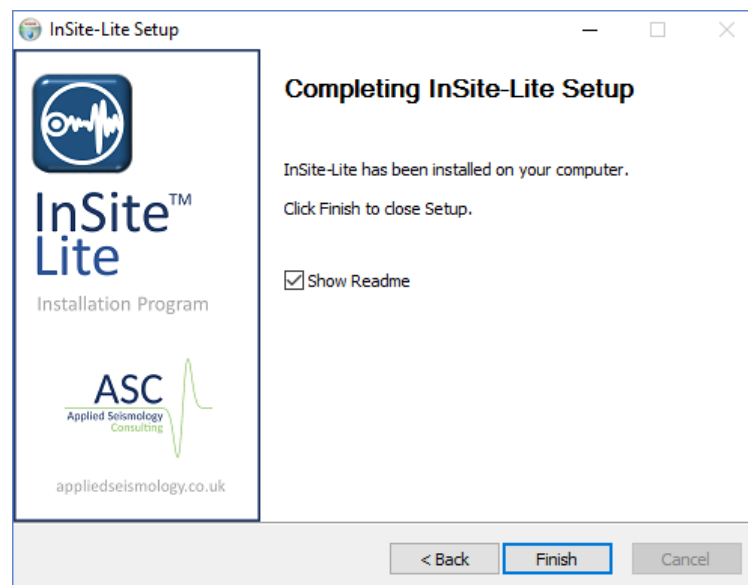 InSite-Lite Setup
InSite™
Lite
Installation Program
ASC
Applied Seismology
Consulting
appliedseismology.co.uk
Completing InSite-Lite Setup
InSite-Lite has been installed on your computer.
Click Finish to close Setup.
Show Readme
< Back
Finish
Cancel